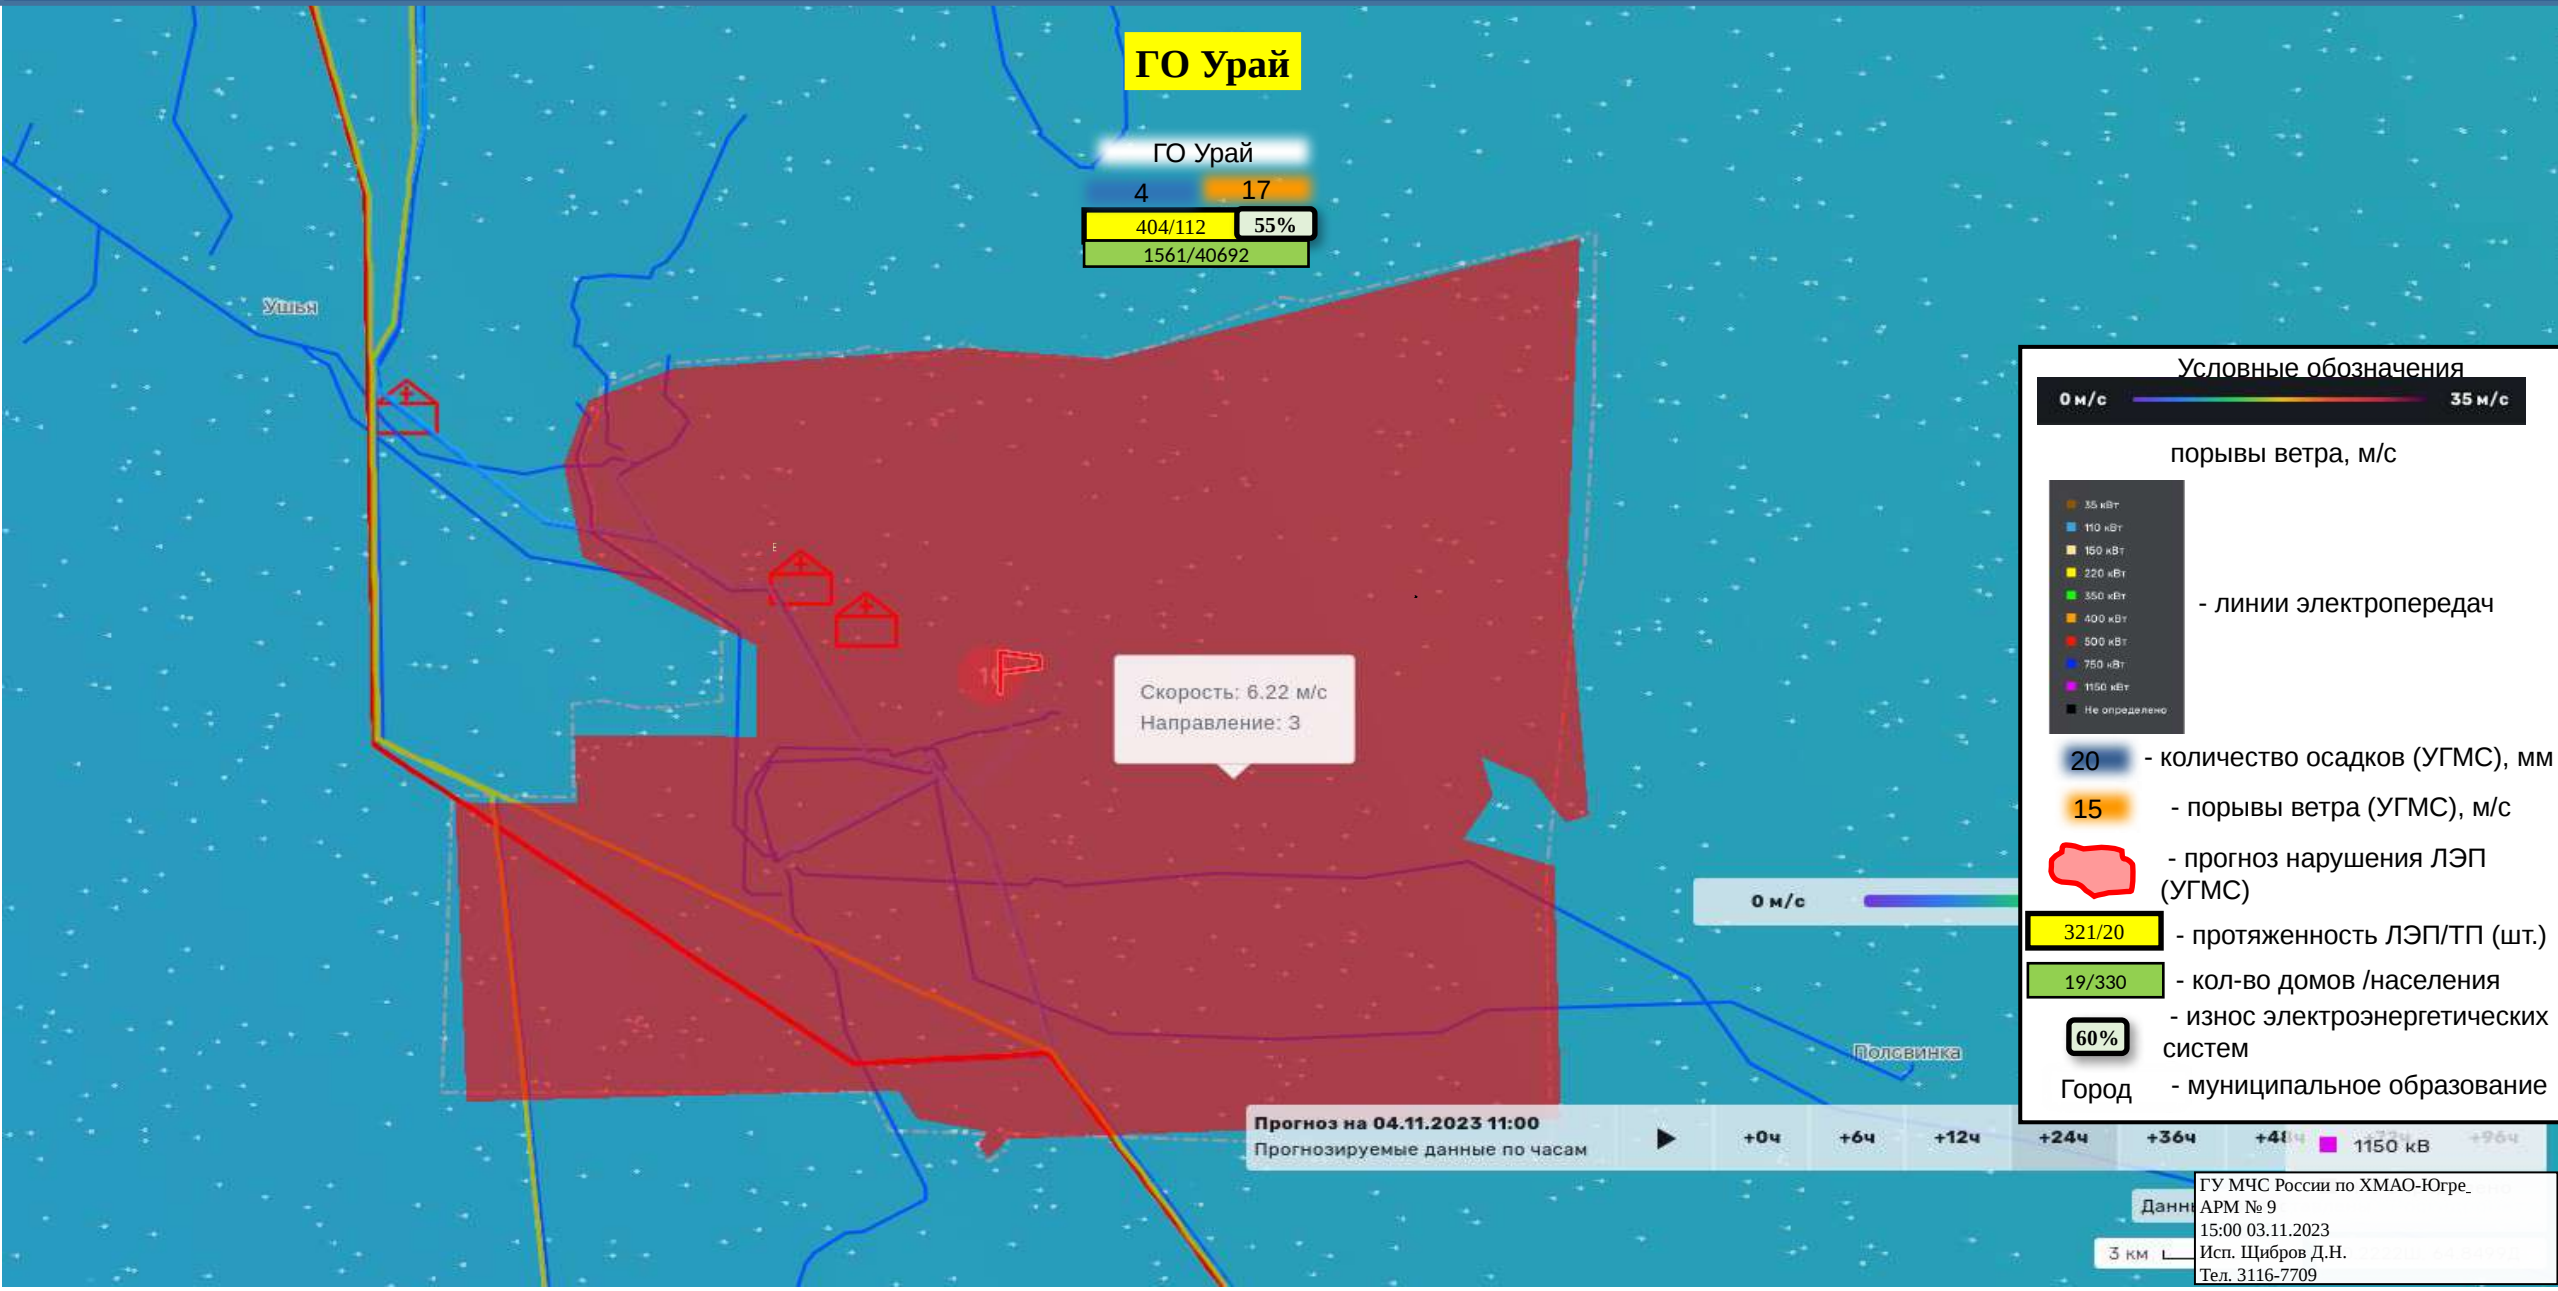 ГО Урай
ГО Урай
4
17
404/112
55%
1561/40692
Ушья
Е
Скорость: 6.22 м/с
Направление: З
0 м/с
Половинка
Прогноз на 04.11.2023 11:00
Прогнозируемые данные по часам
+0ч
+6ч
+12ч
+24ч
+36ч
+48ч
+72ч
+96ч
1150 кВ
3 км
Условные обозначения
0 м/с
35 м/с
порывы ветра, м/с
35 кВт
110 кВт
150 кВт
220 кВт
350 кВт
400 кВт
500 кВт
750 кВт
1150 кВт
Не определено
- линии электропередач
20
- количество осадков (УГМС), мм
15
- порывы ветра (УГМС), м/с
- прогноз нарушения ЛЭП
(УГМС)
321/20
- протяженность ЛЭП/ТП (шт.)
19/330
- кол-во домов /населения
60%
- износ электроэнергетических
систем
Город
- муниципальное образование
ГУ МЧС России по ХМАО-Югре
АРМ № 9
15:00 03.11.2023
Исп. Щибров Д.Н.
Тел. 3116-7709